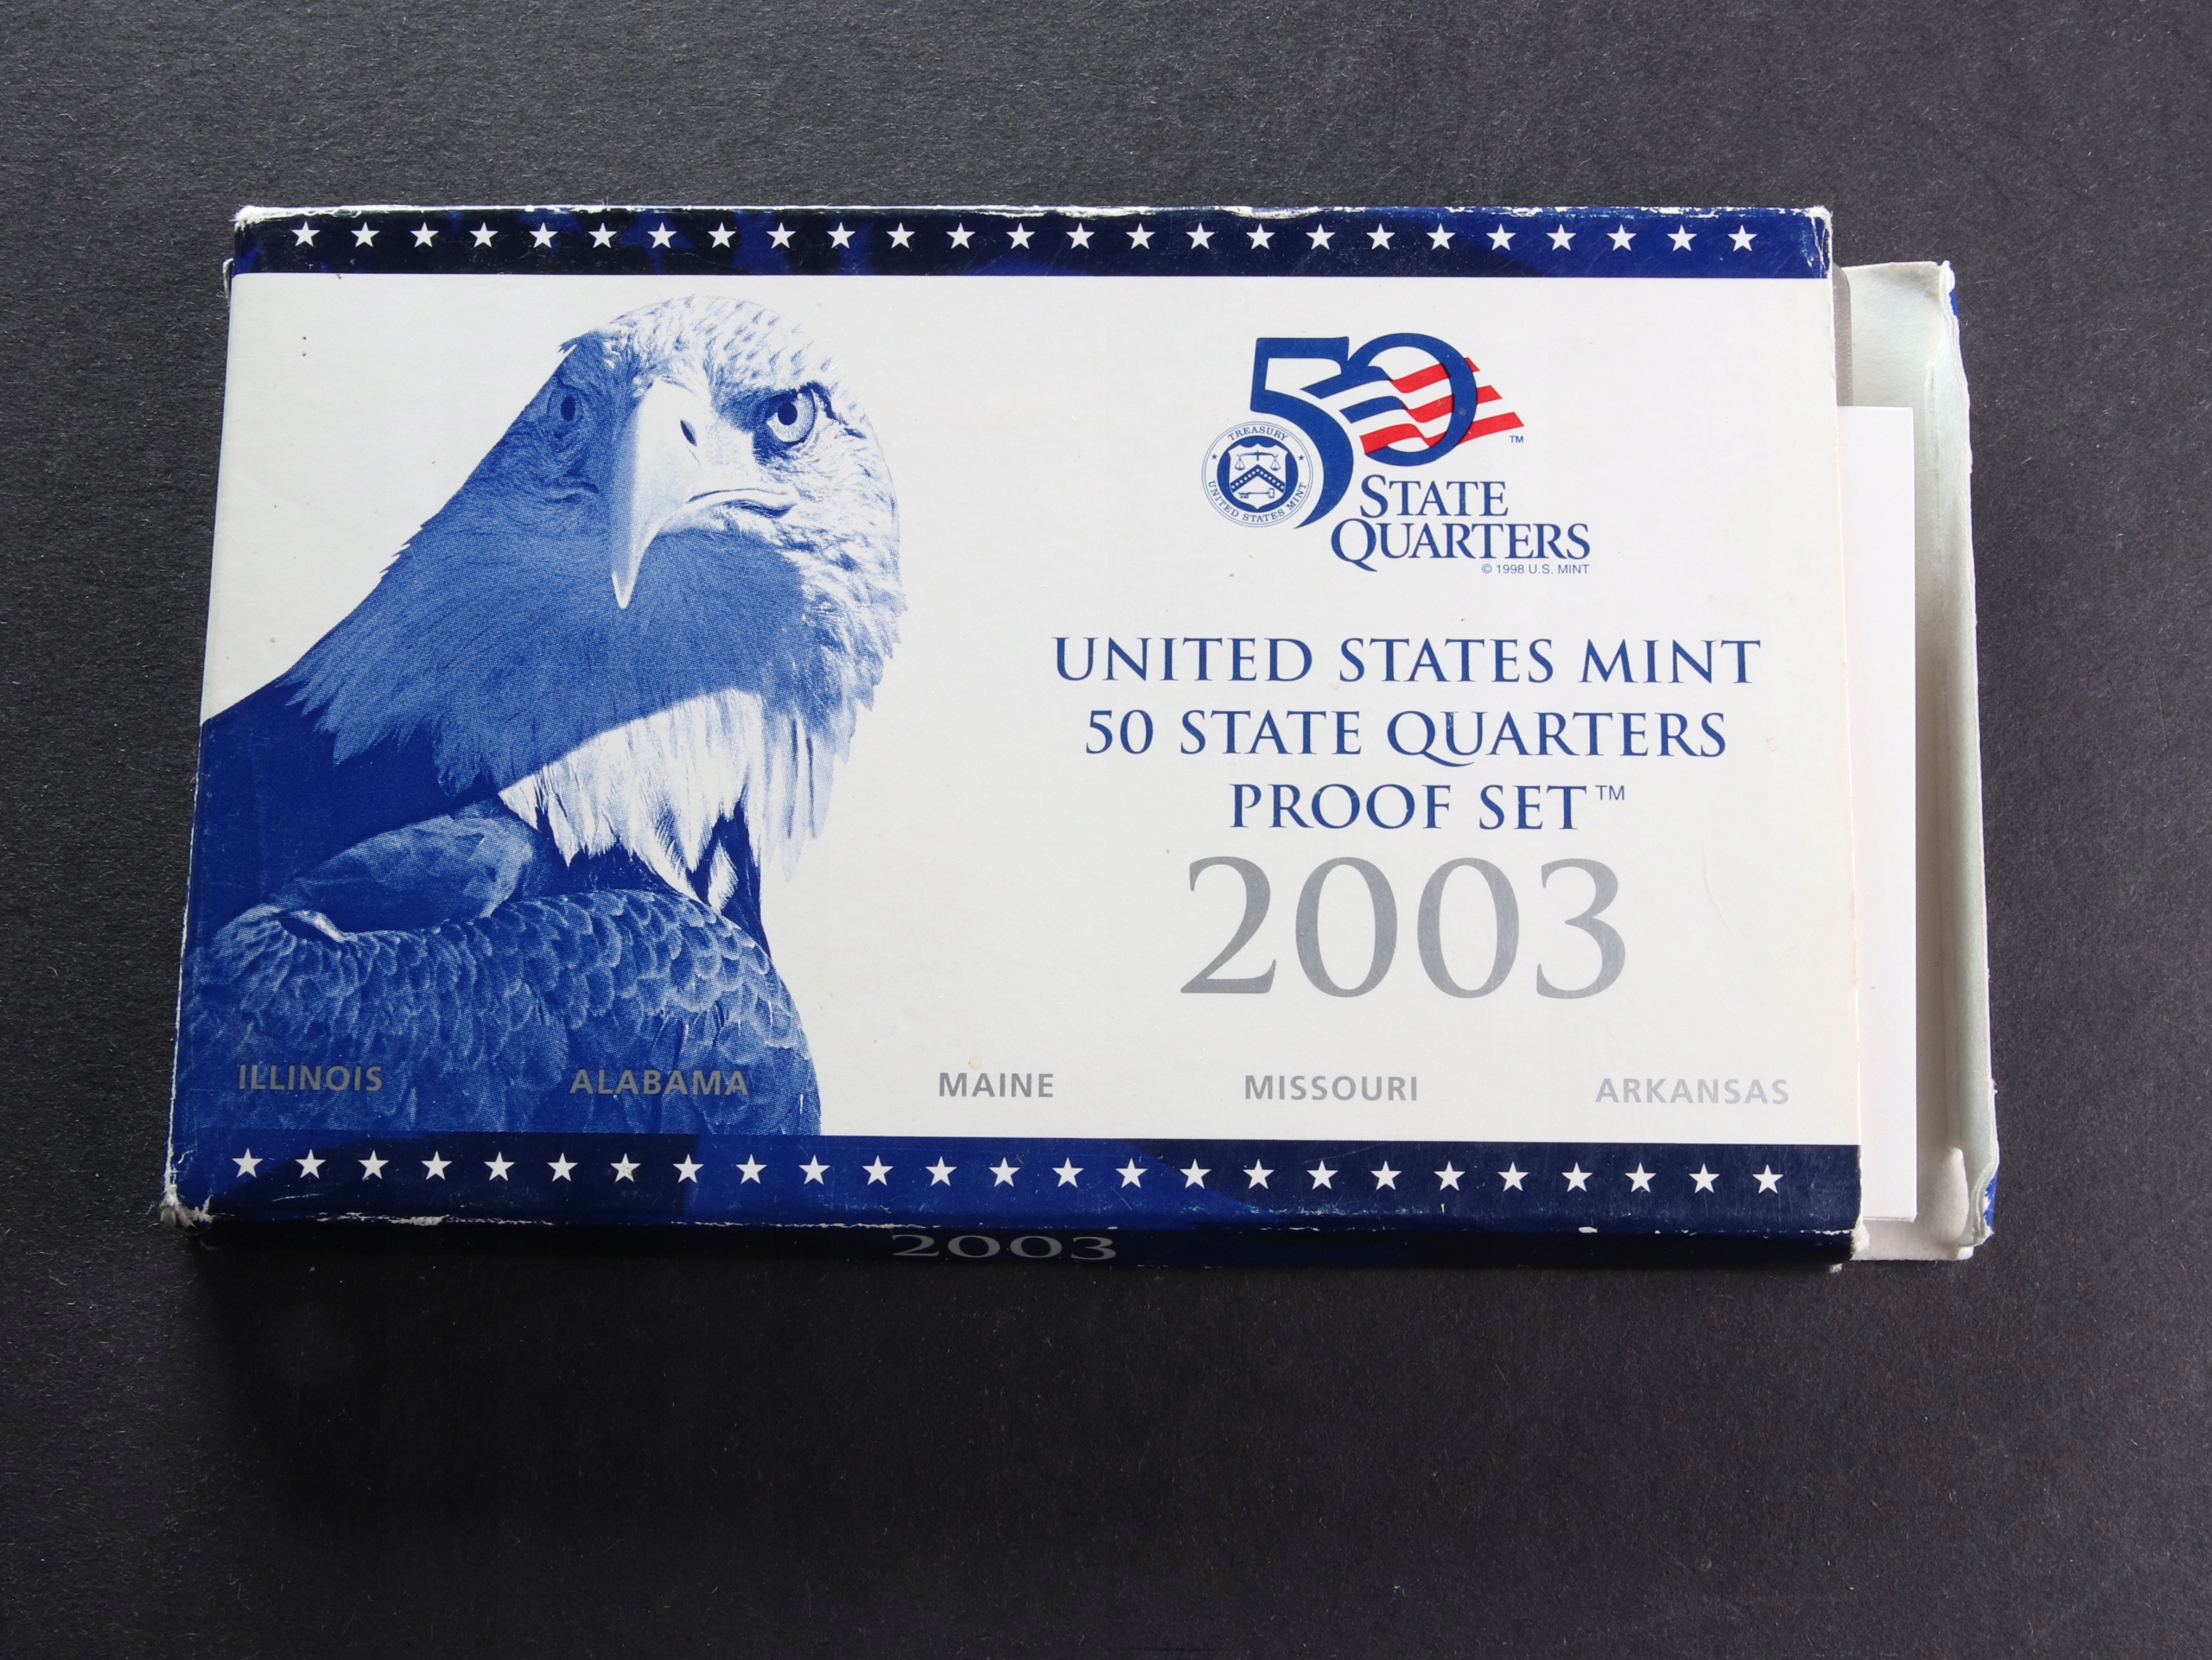 50
TREASURY
UNITED STATES MINT
™
STATE
QUARTERS
© 1998 U.S. MINT
UNITED STATES MINT
50 STATE QUARTERS
PROOF SET™
2003
ILLINOIS ALABAMA MAINE MISSOURI ARKANSAS
2003